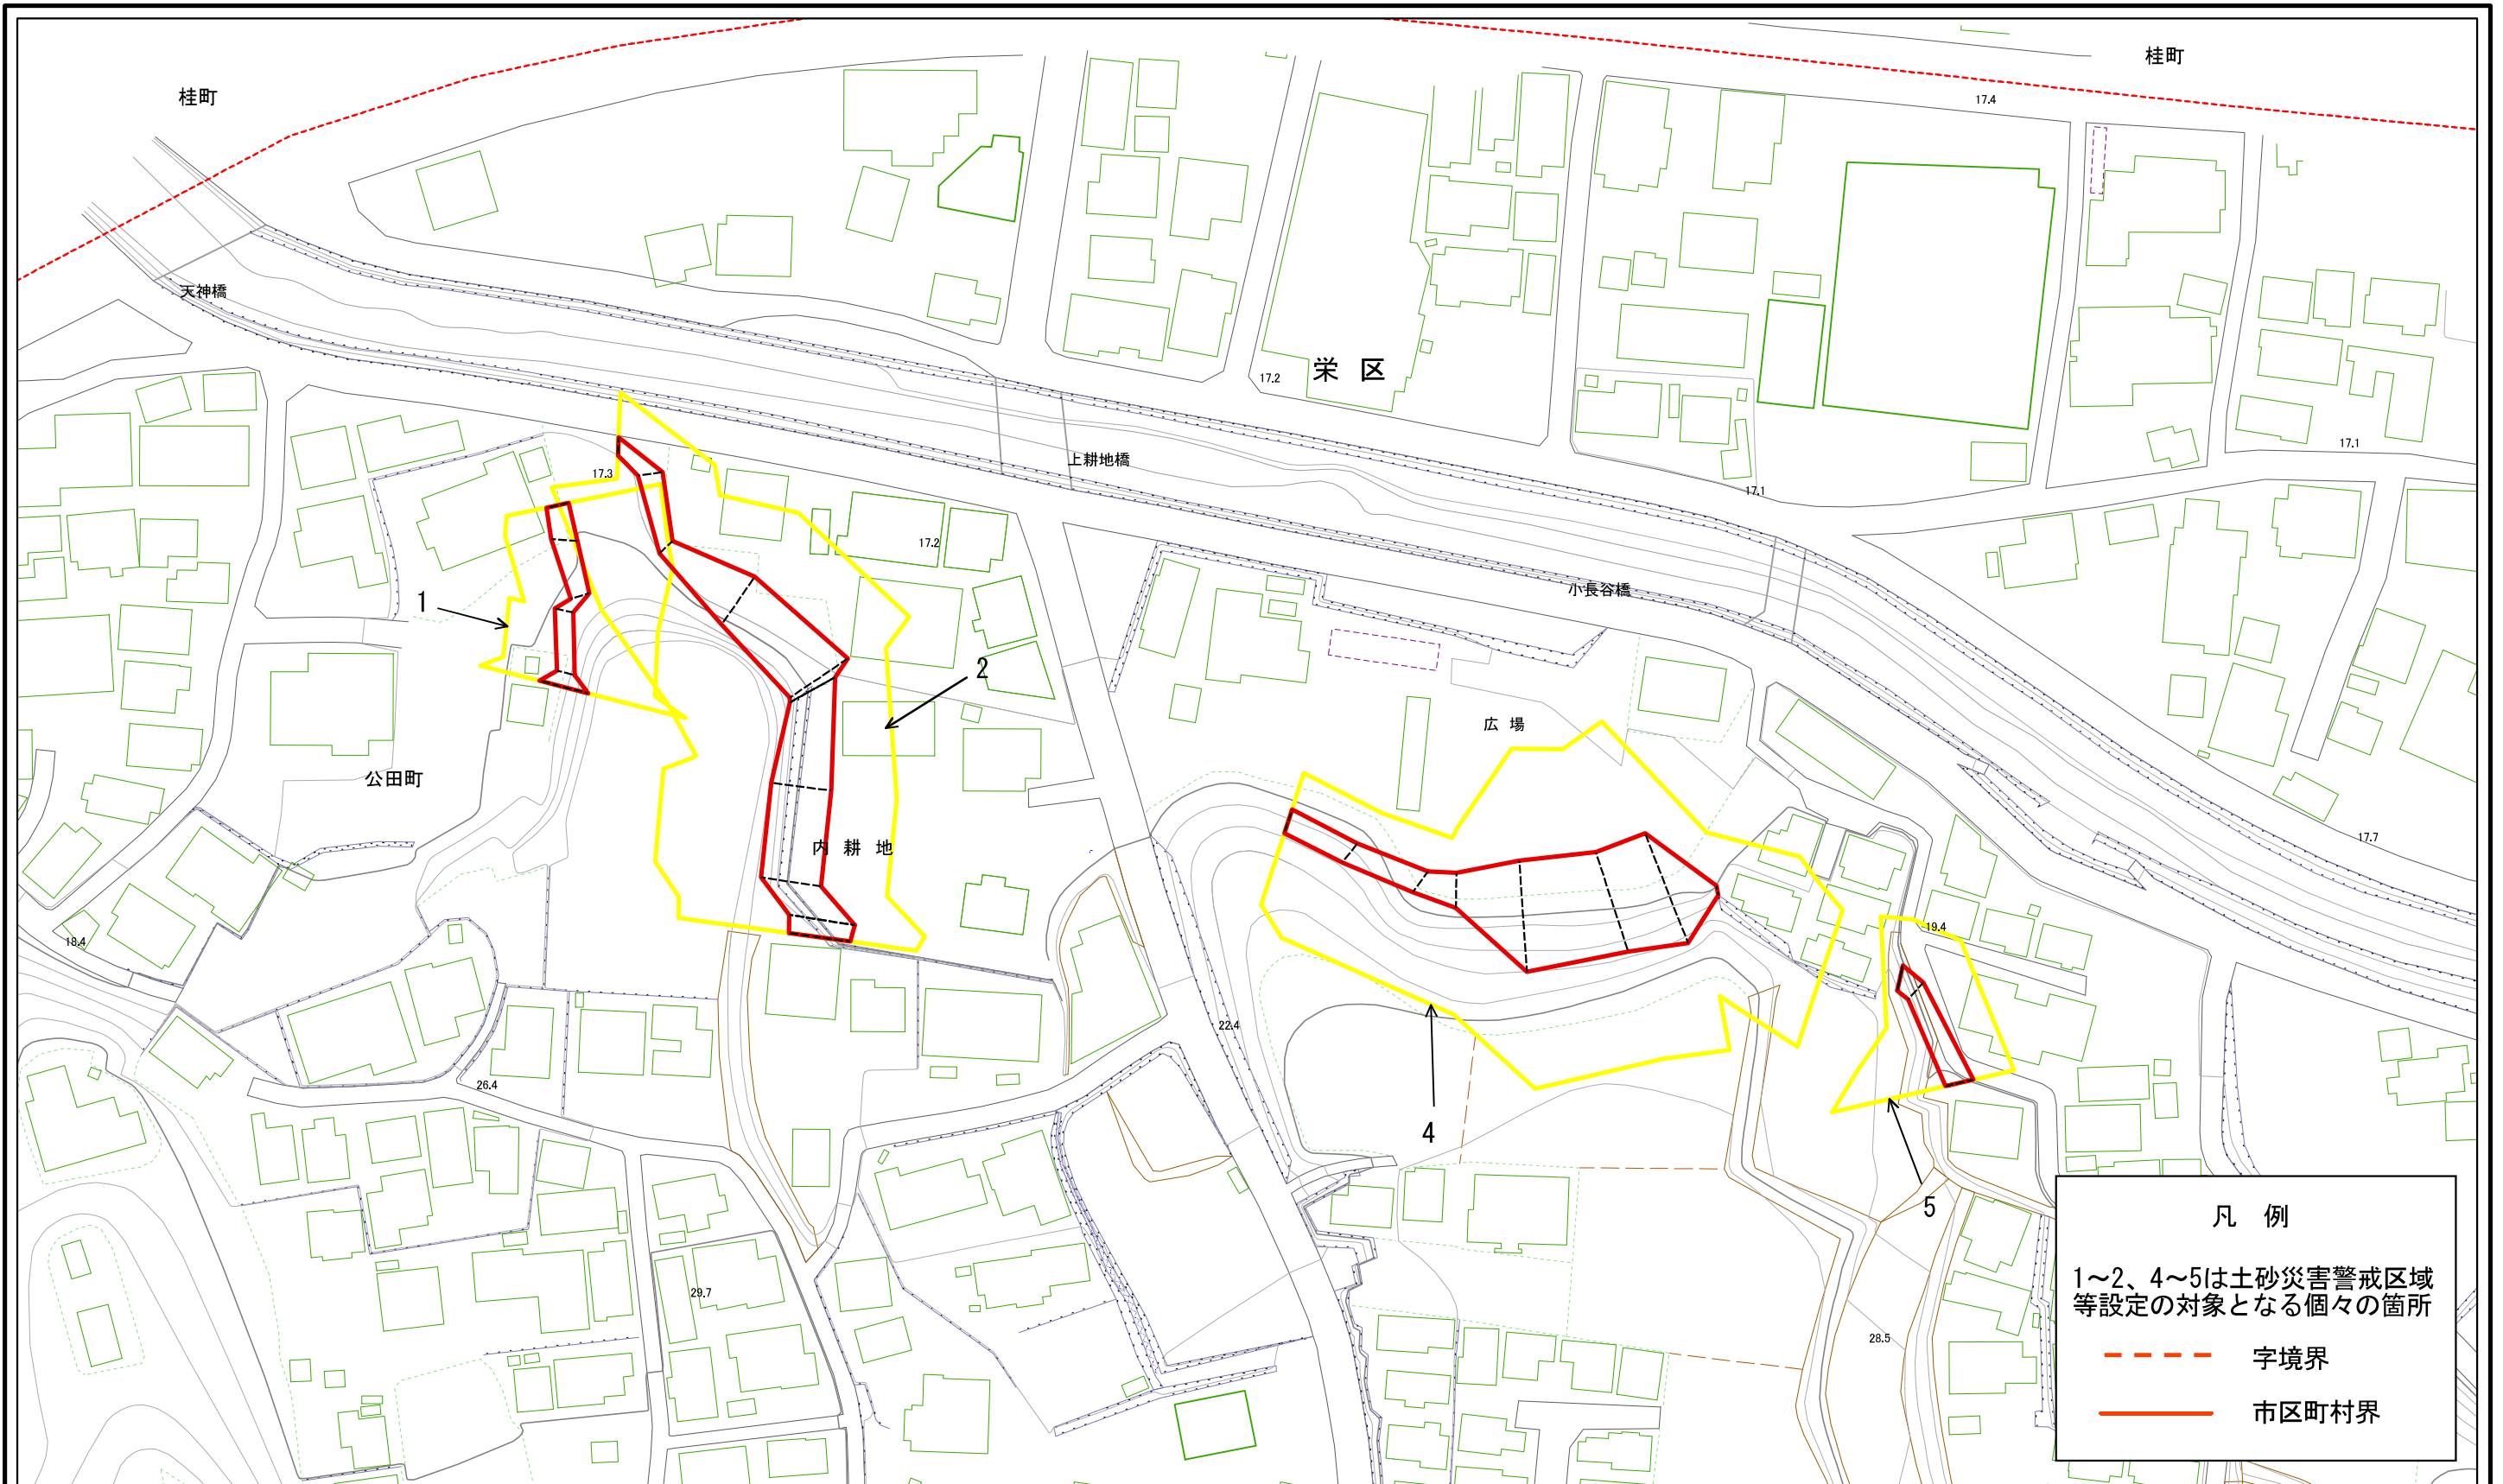 桂町
桂町
17.4
天神橋
栄 区
17.2
17.1
17.3
上耕地橋
17.1
17.2
小長谷橋
1
2
広 場
公田町
17.7
内 耕 地
19.4
18.4
22.4
26.4
4
5
29.7
28.5
凡 例
1～2、4～5は土砂災害警戒区域
等設定の対象となる個々の箇所
字境界
市区町村界